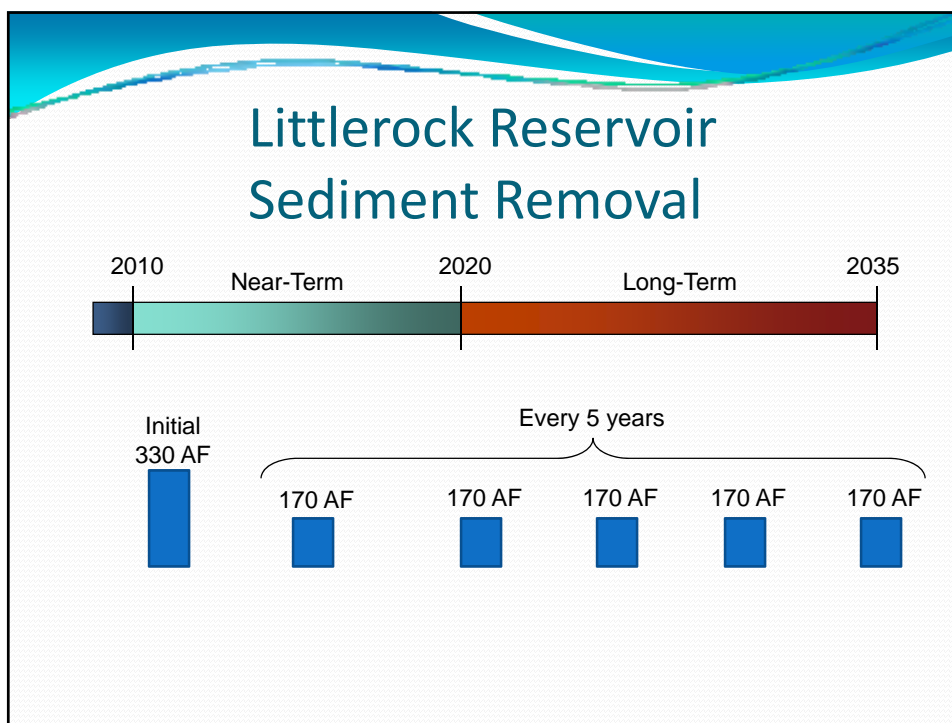 Littlerock Reservoir
Sediment Removal
2010
Near-Term
2020
Long-Term
2035
Initial
330 AF
Every 5 years
170 AF
170 AF
170 AF
170 AF
170 AF